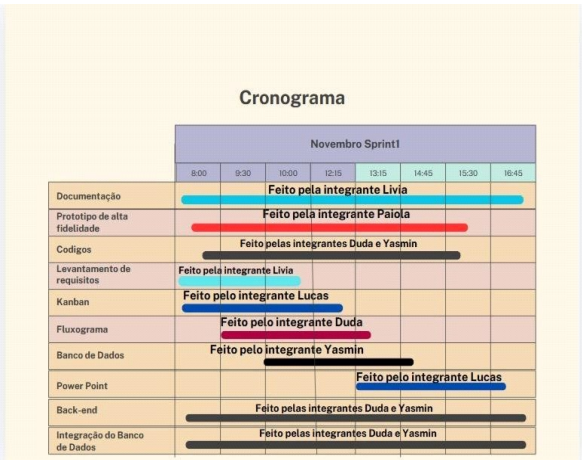 Cronograma
Novembro Sprint1
8:00 9:30 10:00 12:15 13:15 14:45 15:30 16:45
Documentação
Feito pela integrante Livia
Prototipo de alta
fidelidade
Feito pela integrante Paiola
Codigos
Feito pelas integrantes Duda e Yasmin
Levantamento de
requisitos
Feito pela integrante Livia
Kanban
Feito pelo integrante Lucas
Fluxograma
Feito pelo integrante Duda
Banco de Dados
Feito pelo integrante Yasmin
Power Point
Feito pelo integrante Lucas
Back-end
Feito pelas integrantes Duda e Yasmin
Integração do Banco
de Dados
Feito pelas integrantes Duda e Yasmin